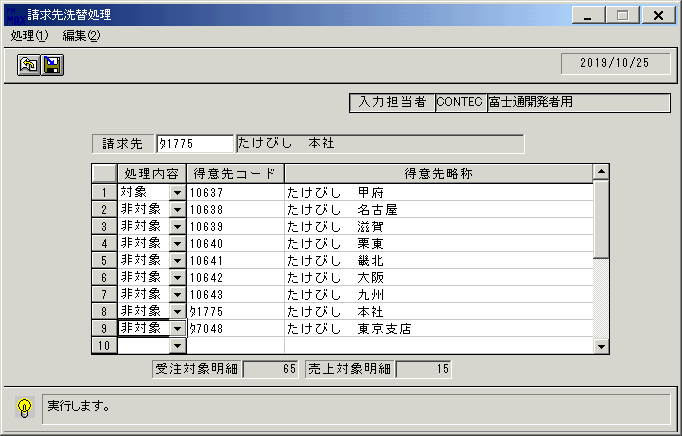 請求先洗替処理
処理(1) 編集(2)
2019/10/25
入力担当者 CONTEC 富士通開発者用
請求先 ﾀ1775 たけびし 本社
処理内容 得意先コード 得意先略称
1 対象 10637 たけびし 甲府
2 非対象 10638 たけびし 名古屋
3 非対象 10639 たけびし 滋賀
4 非対象 10640 たけびし 栗東
5 非対象 10641 たけびし 畿北
6 非対象 10642 たけびし 大阪
7 非対象 10643 たけびし 九州
8 非対象 ﾀ1775 たけびし 本社
9 非対象 ﾀ7048 たけびし 東京支店
10
受注対象明細 65 売上対象明細 15
実行します。